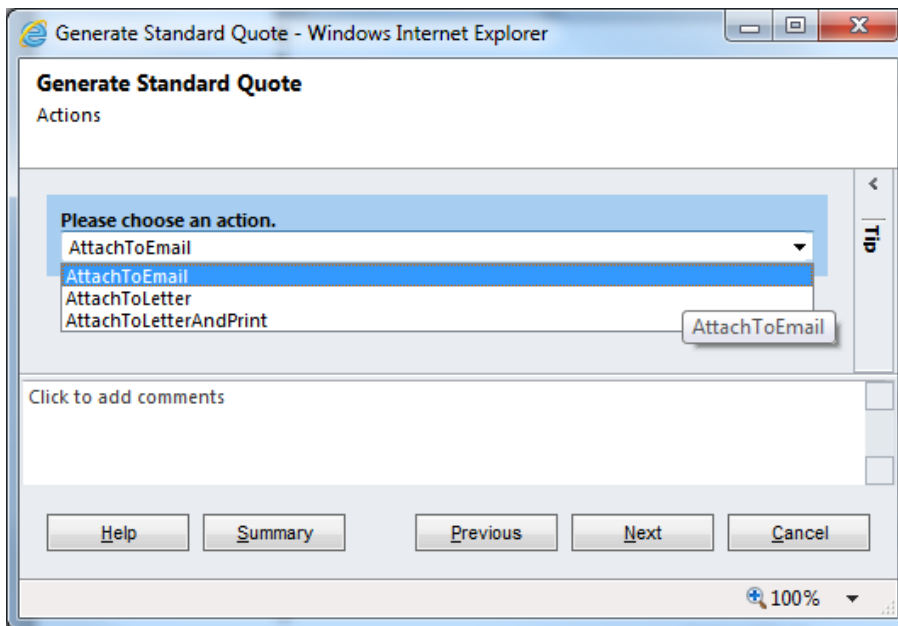 Generate Standard Quote - Windows Internet Explorer
Generate Standard Quote
Actions
Please choose an action.
AttachToEmail
AttachToEmail
AttachToLetter
AttachToLetterAndPrint
AttachToEmail
Tip
Click to add comments
Help Summary Previous Next Cancel
100%